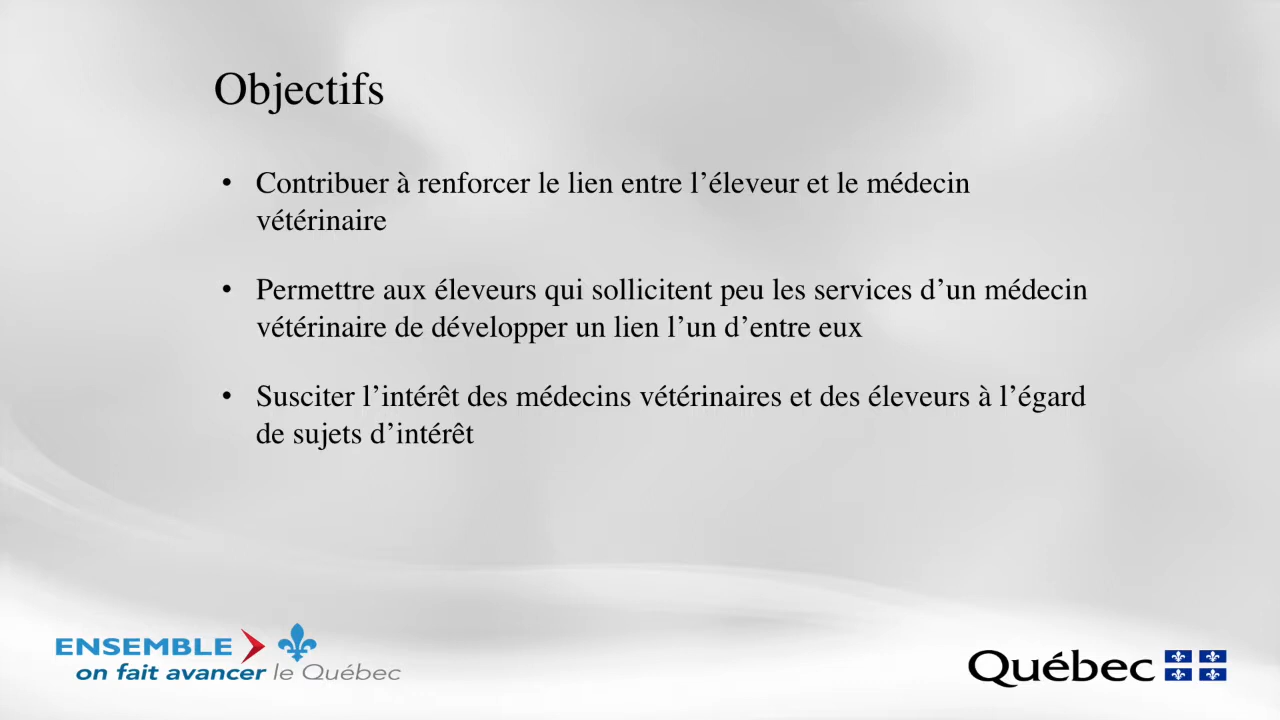 Objectifs
• Contribuer à renforcer le lien entre l’éleveur et le médecin
vétérinaire
• Permettre aux éleveurs qui sollicitent peu les services d’un médecin
vétérinaire de développer un lien l’un d’entre eux
• Susciter l’intérêt des médecins vétérinaires et des éleveurs à l’égard
de sujets d’intérêt
ENSEMBLE
on fait avancer le Québec
Québec